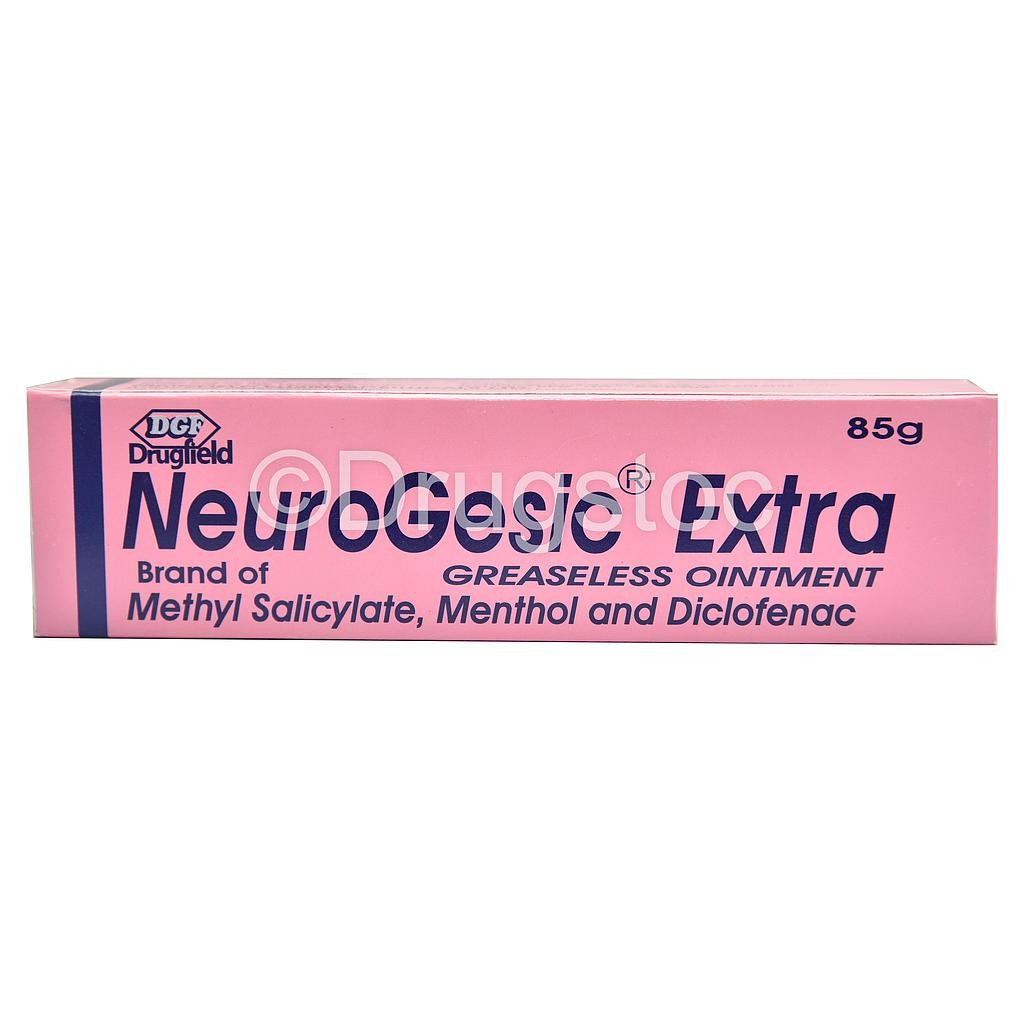 DGF
Drugfield
85g
NeuroGesic® Extra
©Drugstoc
Brand of
GREASELESS OINTMENT
Methyl Salicylate, Menthol and Diclofenac